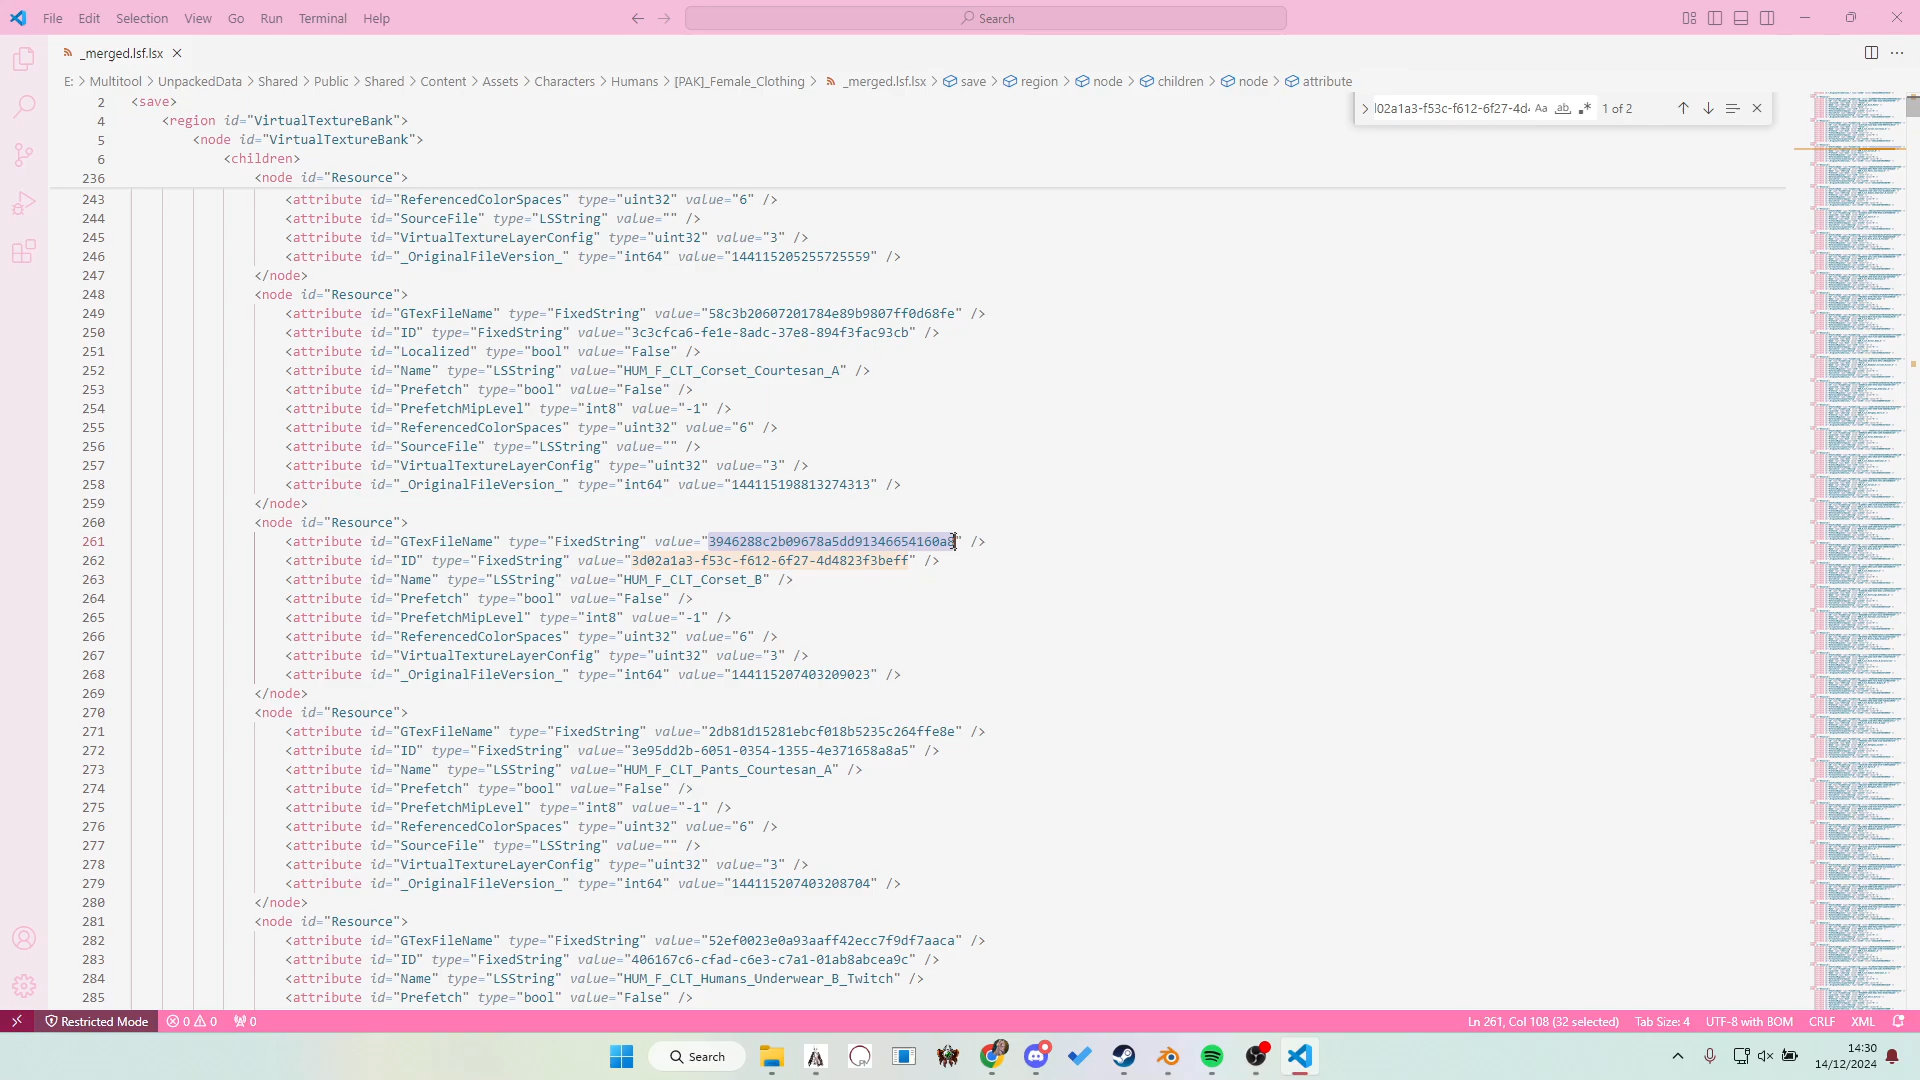 File Edit Selection View Go Run Terminal Help
Search
_merged.lsf.lsx
E: > Multitool > UnpackedData > Shared > Public > Shared > Content > Assets > Characters > Humans > [PAK]_Female_Clothing > _merged.lsf.lsx > save > region > node > children > node > attribute
2 <save>
4 <region id="VirtualTextureBank">
5 <node id="VirtualTextureBank">
6 <children>
236 <node id="Resource">
02a1a3-f53c-f612-6f27-4d4 Aa ab 1 of 2
243 <attribute id="ReferencedColorSpaces" type="uint32" value="6" />
244 <attribute id="SourceFile" type="LSString" value="" />
245 <attribute id="VirtualTextureLayerConfig" type="uint32" value="3" />
246 <attribute id="_OriginalFileVersion_" type="int64" value="144115205255725559" />
247 </node>
248 <node id="Resource">
249 <attribute id="GTexFileName" type="FixedString" value="58c3b20607201784e89b9807ff0d68fe" />
250 <attribute id="ID" type="FixedString" value="3c3cfca6-fe1e-8adc-37e8-894f3fac93cb" />
251 <attribute id="Localized" type="bool" value="False" />
252 <attribute id="Name" type="LSString" value="HUM_F_CLT_Corset_Courtesan_A" />
253 <attribute id="Prefetch" type="bool" value="False" />
254 <attribute id="PrefetchMipLevel" type="int8" value="-1" />
255 <attribute id="ReferencedColorSpaces" type="uint32" value="6" />
256 <attribute id="SourceFile" type="LSString" value="" />
257 <attribute id="VirtualTextureLayerConfig" type="uint32" value="3" />
258 <attribute id="_OriginalFileVersion_" type="int64" value="144115198813274313" />
259 </node>
260 <node id="Resource">
261 <attribute id="GTexFileName" type="FixedString" value="3946288c2b09678a5dd91346654160a8" />
262 <attribute id="ID" type="FixedString" value="3d02a1a3-f53c-f612-6f27-4d4823f3beff" />
263 <attribute id="Name" type="LSString" value="HUM_F_CLT_Corset_B" />
264 <attribute id="Prefetch" type="bool" value="False" />
265 <attribute id="PrefetchMipLevel" type="int8" value="-1" />
266 <attribute id="ReferencedColorSpaces" type="uint32" value="6" />
267 <attribute id="VirtualTextureLayerConfig" type="uint32" value="3" />
268 <attribute id="_OriginalFileVersion_" type="int64" value="144115207403209023" />
269 </node>
270 <node id="Resource">
271 <attribute id="GTexFileName" type="FixedString" value="2db81d15281ebcf018b5235c264ffe8e" />
272 <attribute id="ID" type="FixedString" value="3e95dd2b-6051-0354-1355-4e371658a8a5" />
273 <attribute id="Name" type="LSString" value="HUM_F_CLT_Pants_Courtesan_A" />
274 <attribute id="Prefetch" type="bool" value="False" />
275 <attribute id="PrefetchMipLevel" type="int8" value="-1" />
276 <attribute id="ReferencedColorSpaces" type="uint32" value="6" />
277 <attribute id="SourceFile" type="LSString" value="" />
278 <attribute id="VirtualTextureLayerConfig" type="uint32" value="3" />
279 <attribute id="_OriginalFileVersion_" type="int64" value="144115207403208704" />
280 </node>
281 <node id="Resource">
282 <attribute id="GTexFileName" type="FixedString" value="52ef0023e0a93aaff42ecc7f9df7aaca" />
283 <attribute id="ID" type="FixedString" value="406167c6-cfad-c6e3-c7a1-01ab8abcea9c" />
284 <attribute id="Name" type="LSString" value="HUM_F_CLT_Humans_Underwear_B_Twitch" />
285 <attribute id="Prefetch" type="bool" value="False" />
Restricted Mode 0 0 0 Ln 261, Col 108 (32 selected) Tab Size: 4 UTF-8 with BOM CRLF XML
Search
14:30
14/12/2024